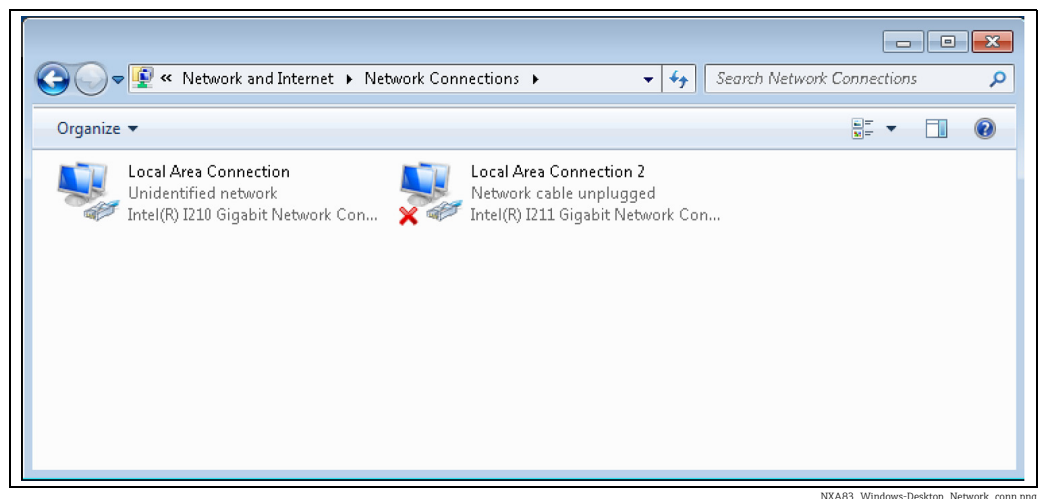 « Network and Internet ▸ Network Connections ▸
Search Network Connections
Organize
Local Area Connection
Unidentified network
Intel(R) I210 Gigabit Network Con...
Local Area Connection 2
Network cable unplugged
Intel(R) I211 Gigabit Network Con...
NXA83_Windows-Desktop_Network_conn.png